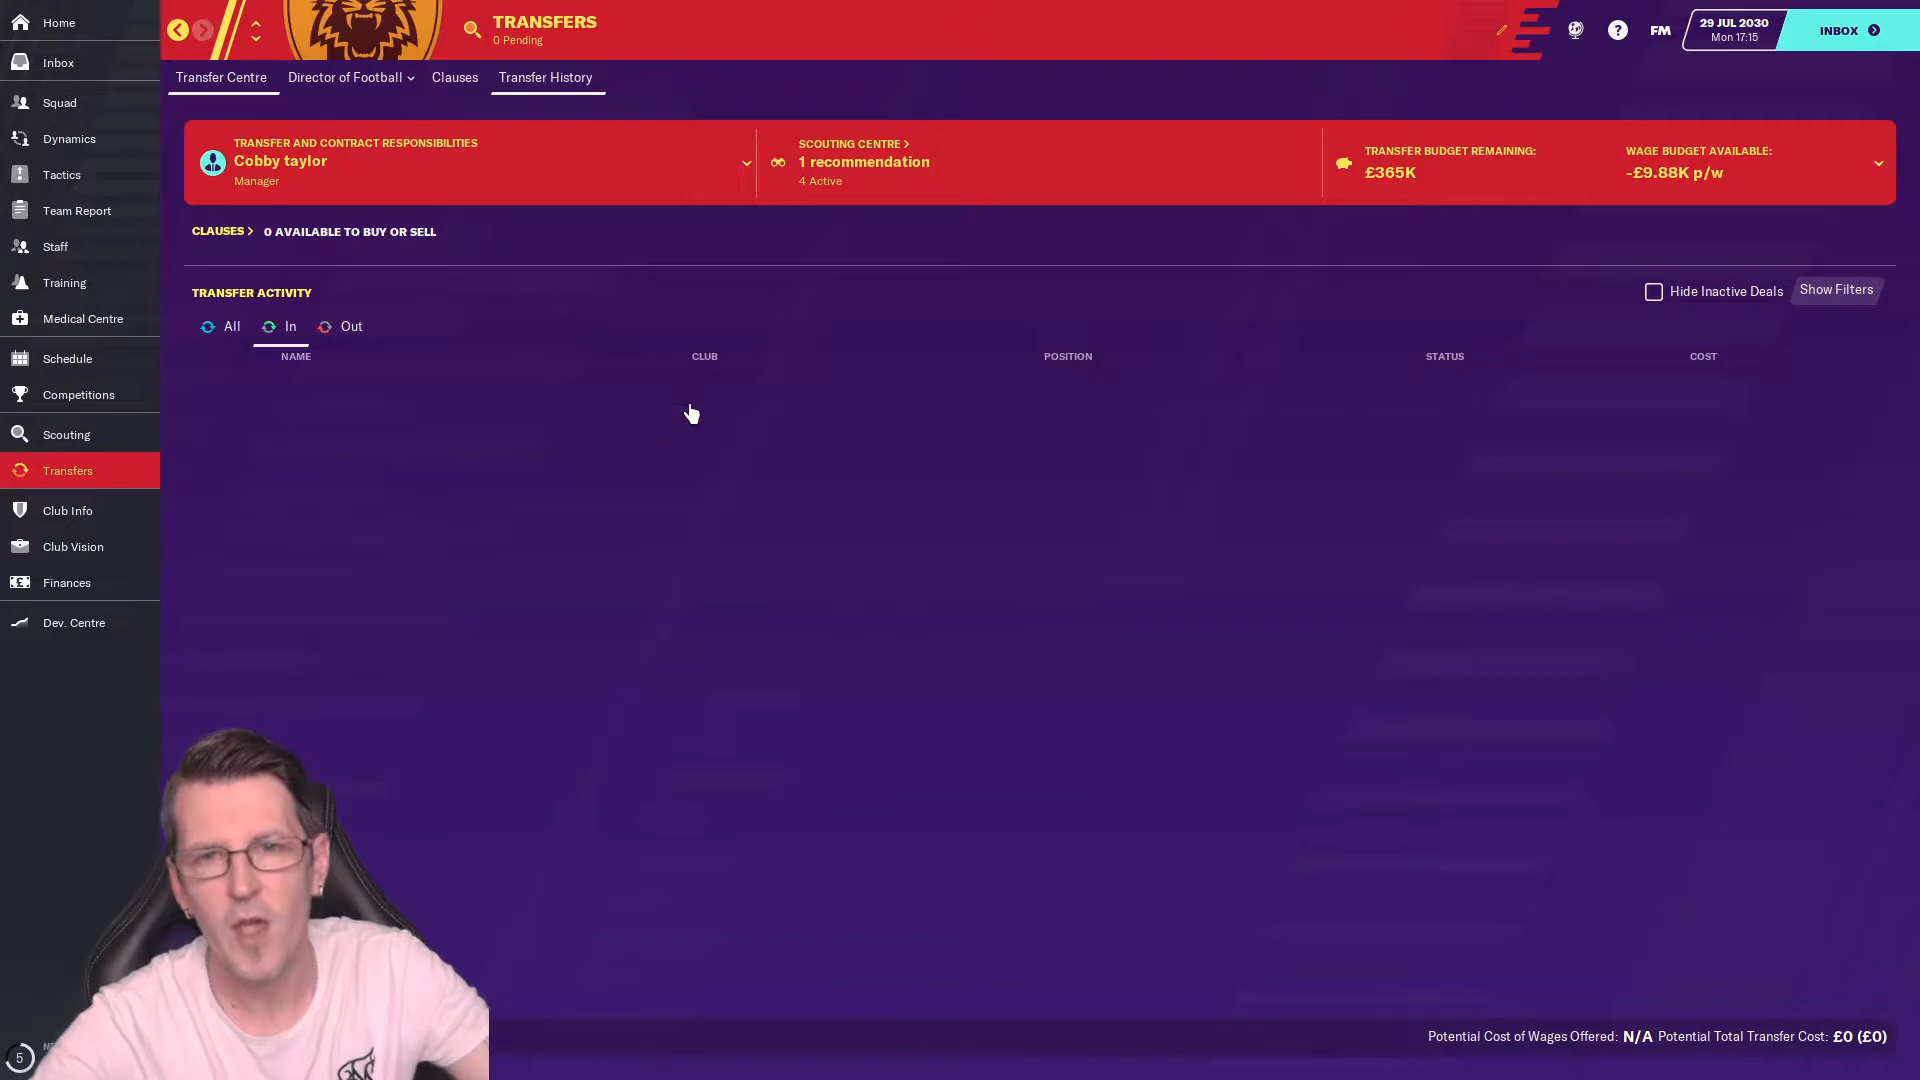 Home
Inbox
Squad
Dynamics
Tactics
Team Report
Staff
Training
Medical Centre
Schedule
Competitions
Scouting
Transfers
Club Info
Club Vision
Finances
Dev. Centre
5
TRANSFERS
0 Pending
?
FM
29 JUL 2030
Mon 17:15
INBOX
Transfer Centre
Director of Football
Clauses
Transfer History
TRANSFER AND CONTRACT RESPONSIBILITIES
Cobby taylor
Manager
SCOUTING CENTRE >
1 recommendation
4 Active
TRANSFER BUDGET REMAINING:
£365K
WAGE BUDGET AVAILABLE:
-£9.88K p/w
CLAUSES > 0 AVAILABLE TO BUY OR SELL
TRANSFER ACTIVITY
Hide Inactive Deals
Show Filters
All
In
Out
NAME CLUB POSITION STATUS COST
Potential Cost of Wages Offered: N/A Potential Total Transfer Cost: £0 (£0)